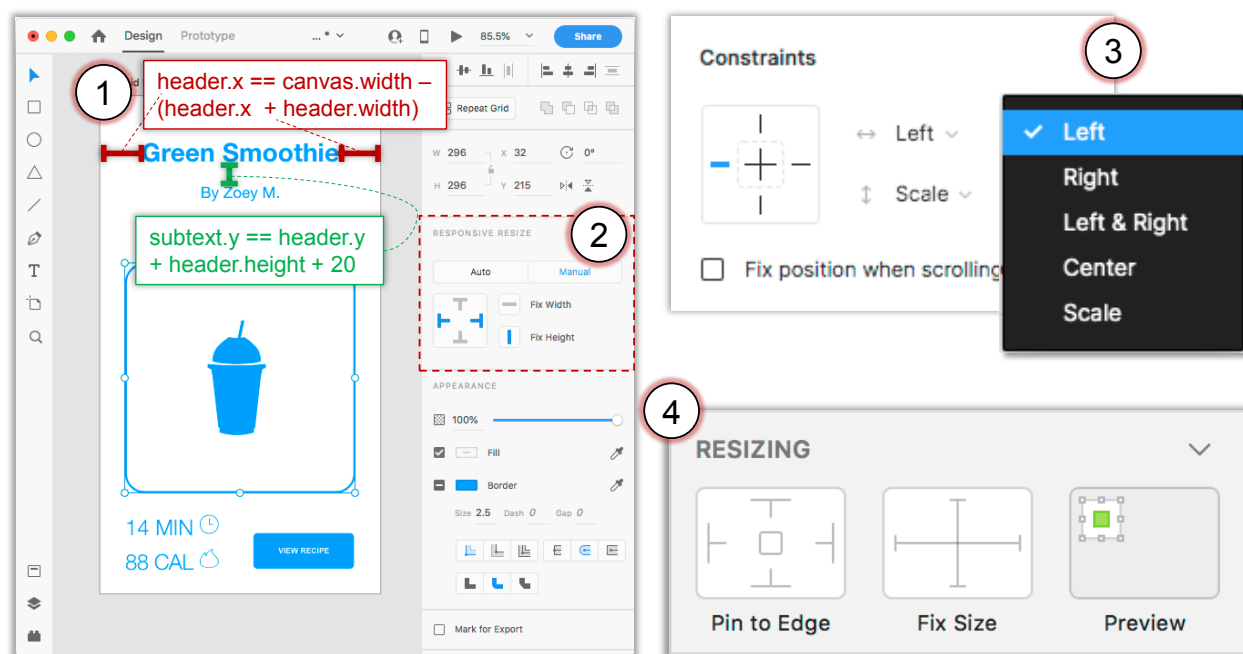 Design
Prototype
... *
85.5%
Share
1
header.x == canvas.width –
(header.x + header.width)
Repeat Grid
Green Smoothie
By Zoey M.
subtext.y == header.y
+ header.height + 20
14 MIN
88 CAL
VIEW RECIPE
W 296
X 32
0°
H 296
Y 215
2
RESPONSIVE RESIZE
Auto
Manual
Fix Width
Fix Height
APPEARANCE
100%
Fill
Border
Size 2.5
Dash 0
Gap 0
Mark for Export
3
Constraints
Left
Scale
Fix position when scrolling
Left
Right
Left & Right
Center
Scale
4
RESIZING
Pin to Edge
Fix Size
Preview